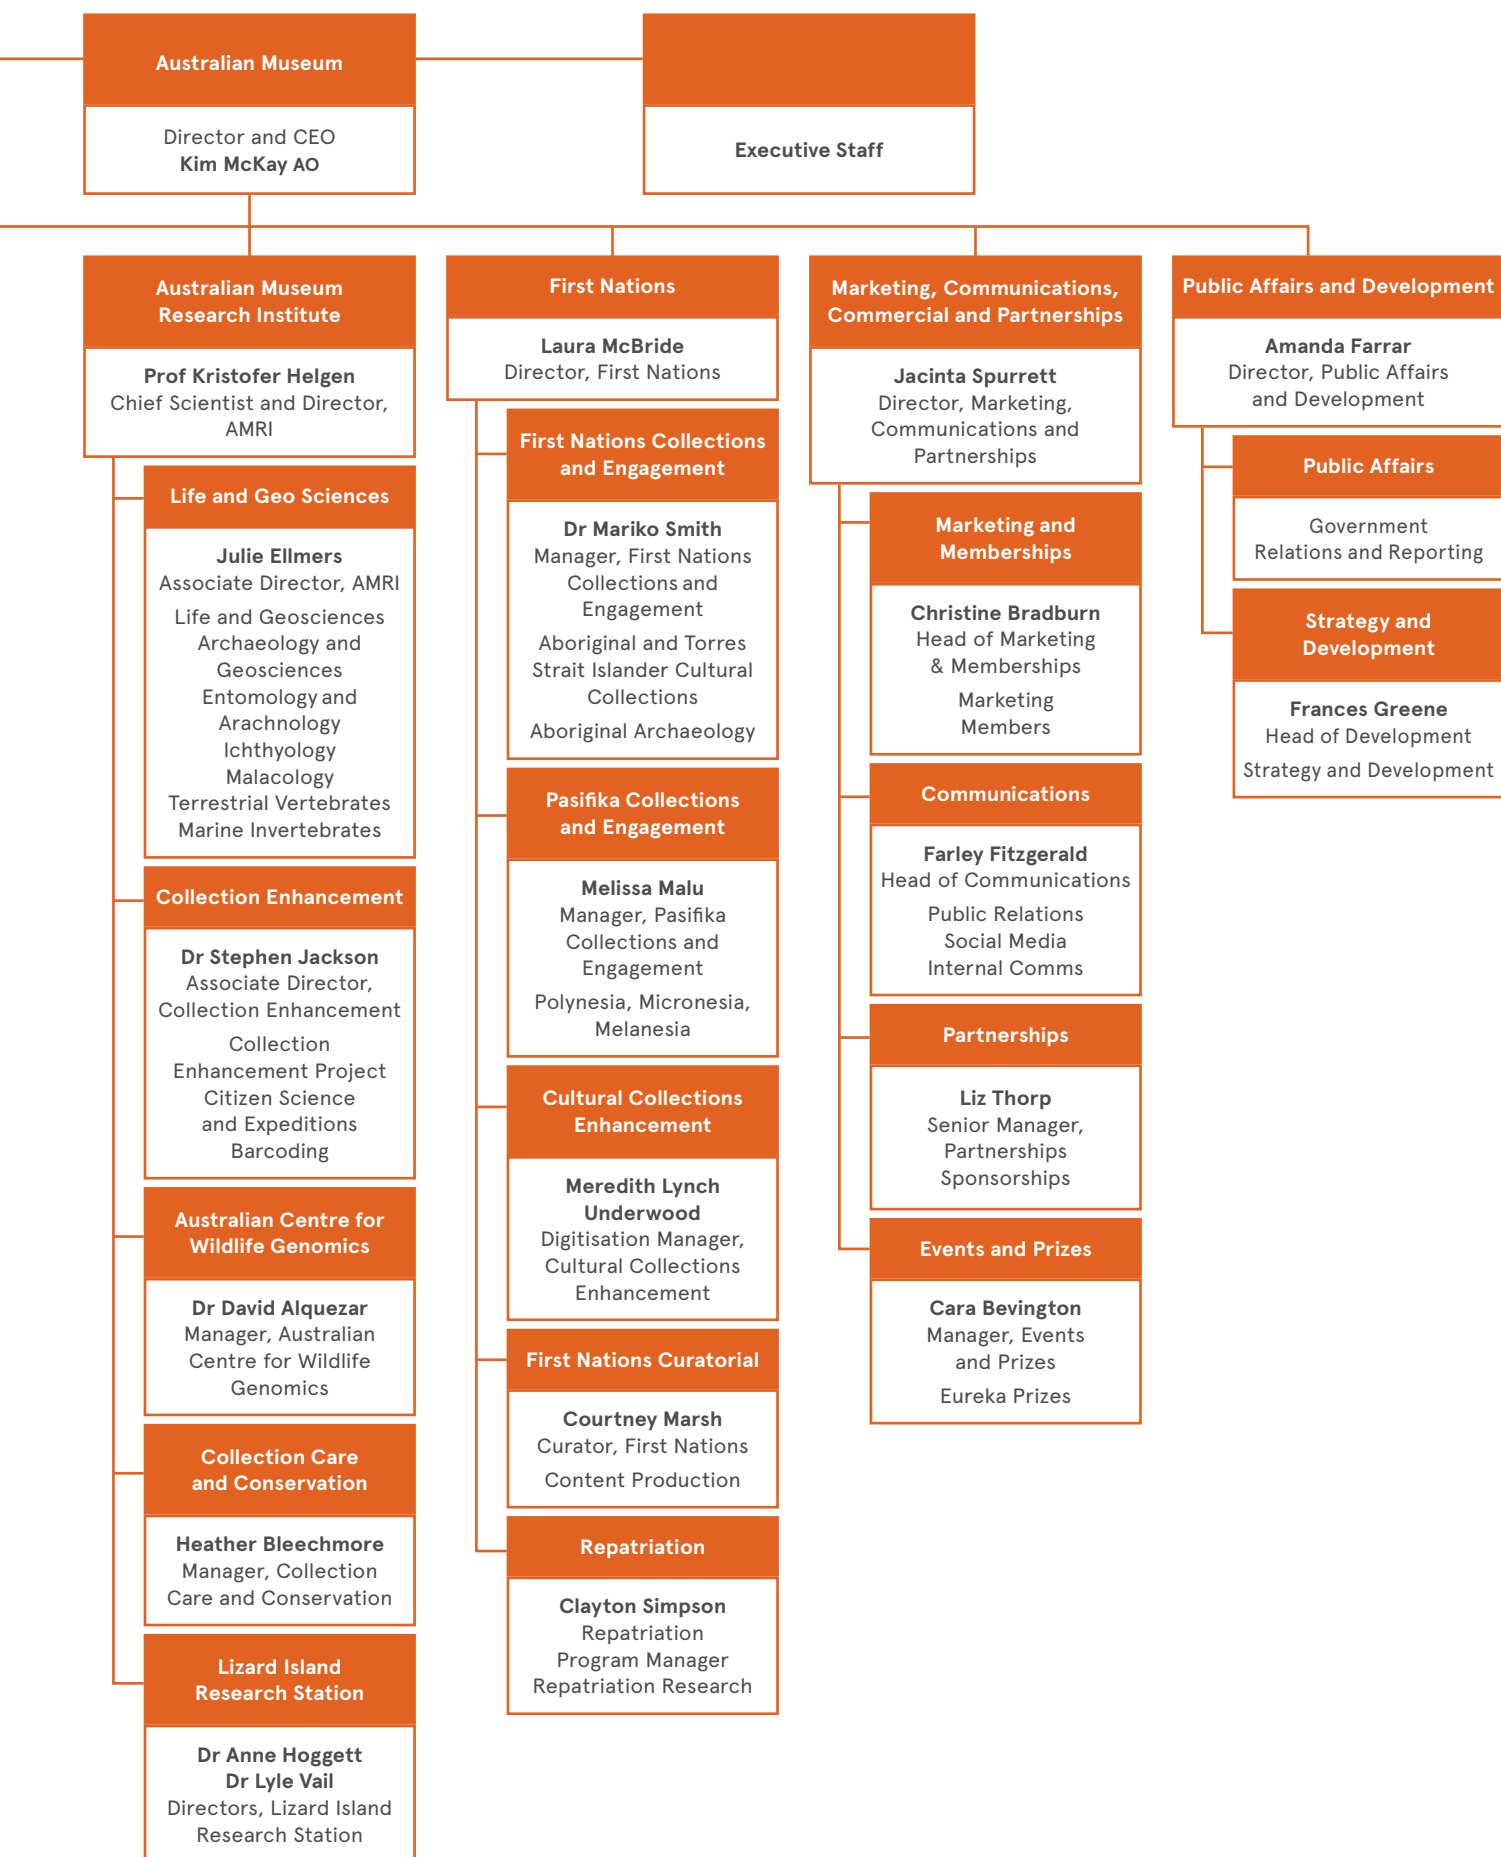 Australian Museum
Director and CEO
Kim McKay AO
Executive Staff
Australian Museum
Research Institute
Prof Kristofer Helgen
Chief Scientist and Director,
AMRI
Life and Geo Sciences
Julie Ellmers
Associate Director, AMRI
Life and Geosciences
Archaeology and
Geosciences
Entomology and
Arachnology
Ichthyology
Malacology
Terrestrial Vertebrates
Marine Invertebrates
Collection Enhancement
Dr Stephen Jackson
Associate Director,
Collection Enhancement
Collection
Enhancement Project
Citizen Science
and Expeditions
Barcoding
Australian Centre for
Wildlife Genomics
Dr David Alquezar
Manager, Australian
Centre for Wildlife
Genomics
Collection Care
and Conservation
Heather Bleechmore
Manager, Collection
Care and Conservation
Lizard Island
Research Station
Dr Anne Hoggett
Dr Lyle Vail
Directors, Lizard Island
Research Station
First Nations
Laura McBride
Director, First Nations
First Nations Collections
and Engagement
Dr Mariko Smith
Manager, First Nations
Collections and
Engagement
Aboriginal and Torres
Strait Islander Cultural
Collections
Aboriginal Archaeology
Pasifika Collections
and Engagement
Melissa Malu
Manager, Pasifika
Collections and
Engagement
Polynesia, Micronesia,
Melanesia
Cultural Collections
Enhancement
Meredith Lynch
Underwood
Digitisation Manager,
Cultural Collections
Enhancement
First Nations Curatorial
Courtney Marsh
Curator, First Nations
Content Production
Repatriation
Clayton Simpson
Repatriation
Program Manager
Repatriation Research
Marketing, Communications,
Commercial and Partnerships
Jacinta Spurrett
Director, Marketing,
Communications and
Partnerships
Marketing and
Memberships
Christine Bradburn
Head of Marketing
& Memberships
Marketing
Members
Communications
Farley Fitzgerald
Head of Communications
Public Relations
Social Media
Internal Comms
Partnerships
Liz Thorp
Senior Manager,
Partnerships
Sponsorships
Events and Prizes
Cara Bevington
Manager, Events
and Prizes
Eureka Prizes
Public Affairs and Development
Amanda Farrar
Director, Public Affairs
and Development
Public Affairs
Government
Relations and Reporting
Strategy and
Development
Frances Greene
Head of Development
Strategy and Development